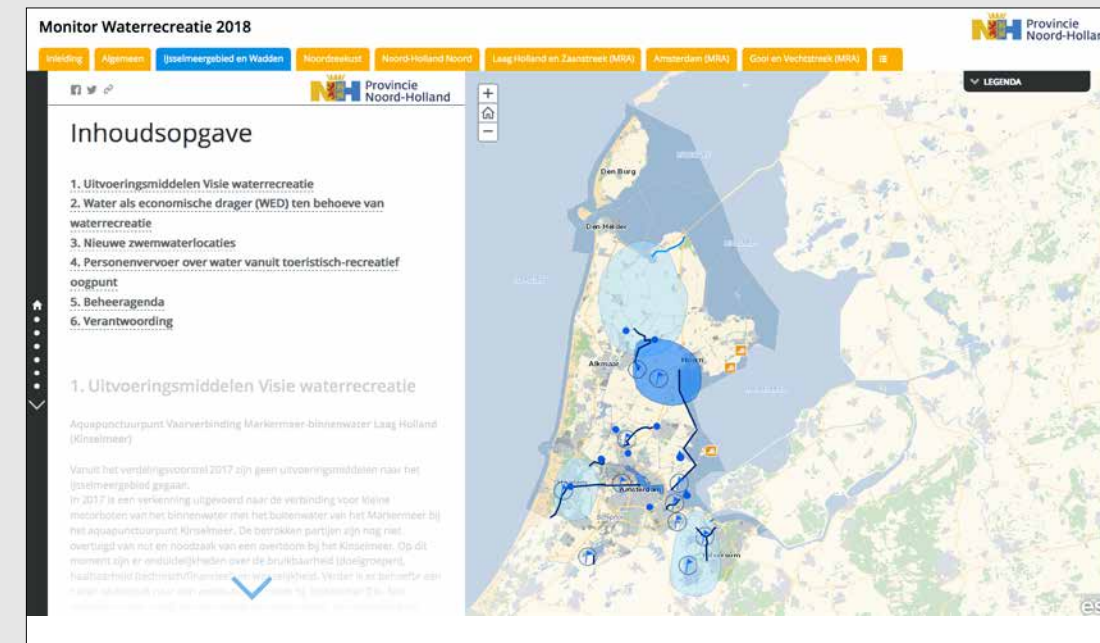 Monitor Waterrecreatie 2018
Provincie
Noord-Holland
Inleiding
Algemeen
IJsselmeergebied en Wadden
Noordzeekust
Noord-Holland Noord
Laag Holland en Zaanstreek (MRA)
Amsterdam (MRA)
Gooi en Vechtstreek (MRA)
Provincie
Noord-Holland
LEGENDA
Inhoudsopgave
1. Uitvoeringsmiddelen Visie waterrecreatie
2. Water als economische drager (WED) ten behoeve van
waterrecreatie
3. Nieuwe zwemwaterlocaties
4. Personenvervoer over water vanuit toeristisch-recreatief
oogpunt
5. Beheeragenda
6. Verantwoording
1. Uitvoeringsmiddelen Visie waterrecreatie
Aquapunctuurpunt Vaarverbinding Markermeer-binnenwater Laag Holland
(Kinselmeer)
Vanuit het verdelingsvoorstel 2017 zijn geen uitvoeringsmiddelen naar het
IJsselmeergebied gegaan.
In 2017 is een verkenning uitgevoerd naar de verbinding voor kleine
motorboten van het binnenwater met het buitenwater van het Markermeer bij
het aquapunctuurpunt Kinselmeer. De betrokken partijen zijn nog niet
overtuigd van nut en noodzaak van een overtoom bij het Kinselmeer. Op dit
moment zijn er onduidelijkheden over de bruikbaarheid (doelgroepen),
Verder is er behoefte aan
Den Burg
Den Helder
Alkmaar
Hoorn
Amsterdam
Hilversum